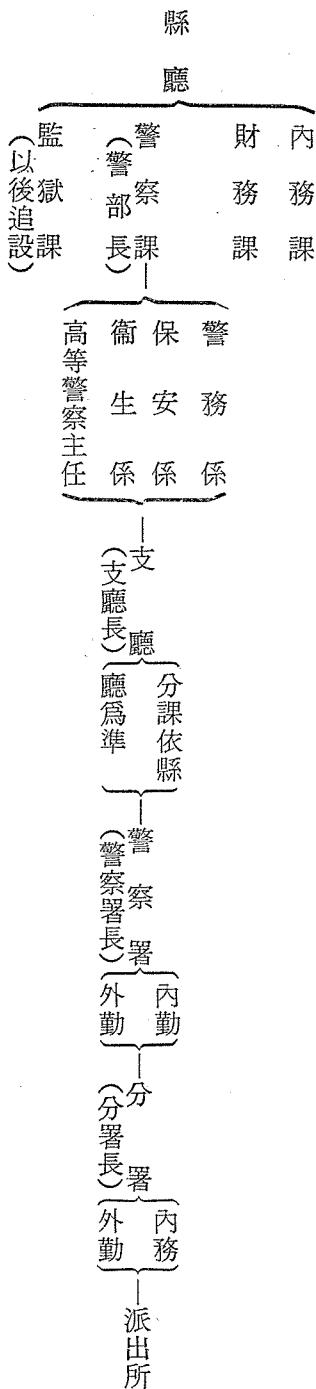 縣廳
內務課
財務課
警察課
(警部長)
監獄課
(以後追設)
警務係
保安係
衞生係
高等警察主任
支廳
(支廳長)
分課依縣
廳爲準
警察署
(警察署長)
內勤
外勤
分署
(分署長)
內務
外勤
派出所